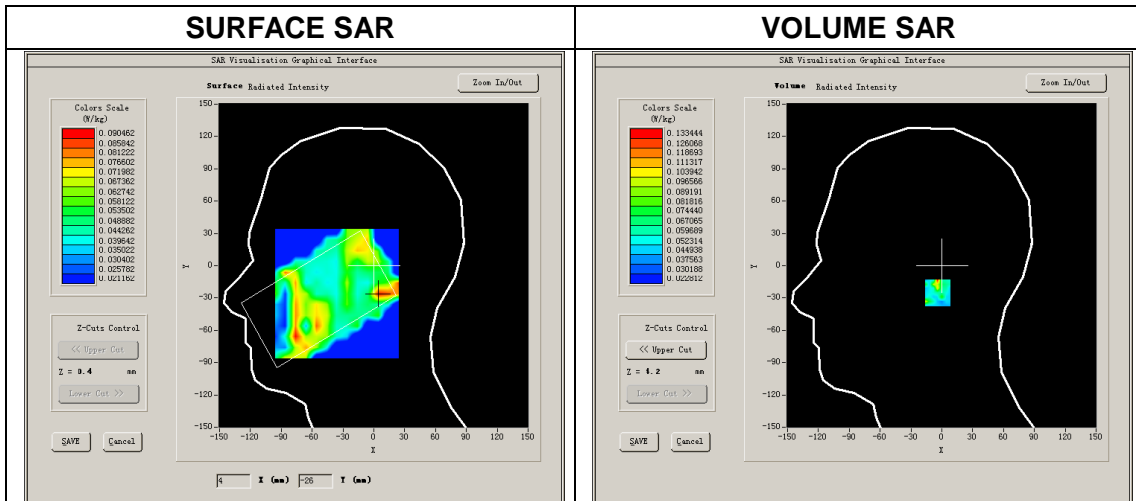 SURFACE SAR
VOLUME SAR
SAR Visualisation Graphical Interface
Surface Radiated Intensity
Zoom In/Out
Colors Scale
(W/kg)
0.090462
0.085842
0.081222
0.076602
0.071982
0.067362
0.062742
0.058122
0.053502
0.048882
0.044262
0.039642
0.035022
0.030402
0.025782
0.021162
150
120
90
60
30
0
-30
-60
-90
-120
-150
Y
-150 -120 -90 -60 -30 0 30 60 90 120 150
X
Z-Cuts Control
<< Upper Cut
Z = 0.4 mm
Lower Cut >>
SAVE Cancel
4 X (mm) -26 Y (mm)
SAR Visualisation Graphical Interface
Volume Radiated Intensity
Zoom In/Out
Colors Scale
(W/kg)
0.133444
0.126068
0.118693
0.111317
0.103942
0.096566
0.089191
0.081816
0.074440
0.067065
0.059689
0.052314
0.044938
0.037563
0.030188
0.022812
150
120
90
60
30
0
-30
-60
-90
-120
-150
Y
-150 -120 -90 -60 -30 0 30 60 90 120 150
X
Z-Cuts Control
<< Upper Cut
Z = 4.2 mm
Lower Cut >>
SAVE Cancel